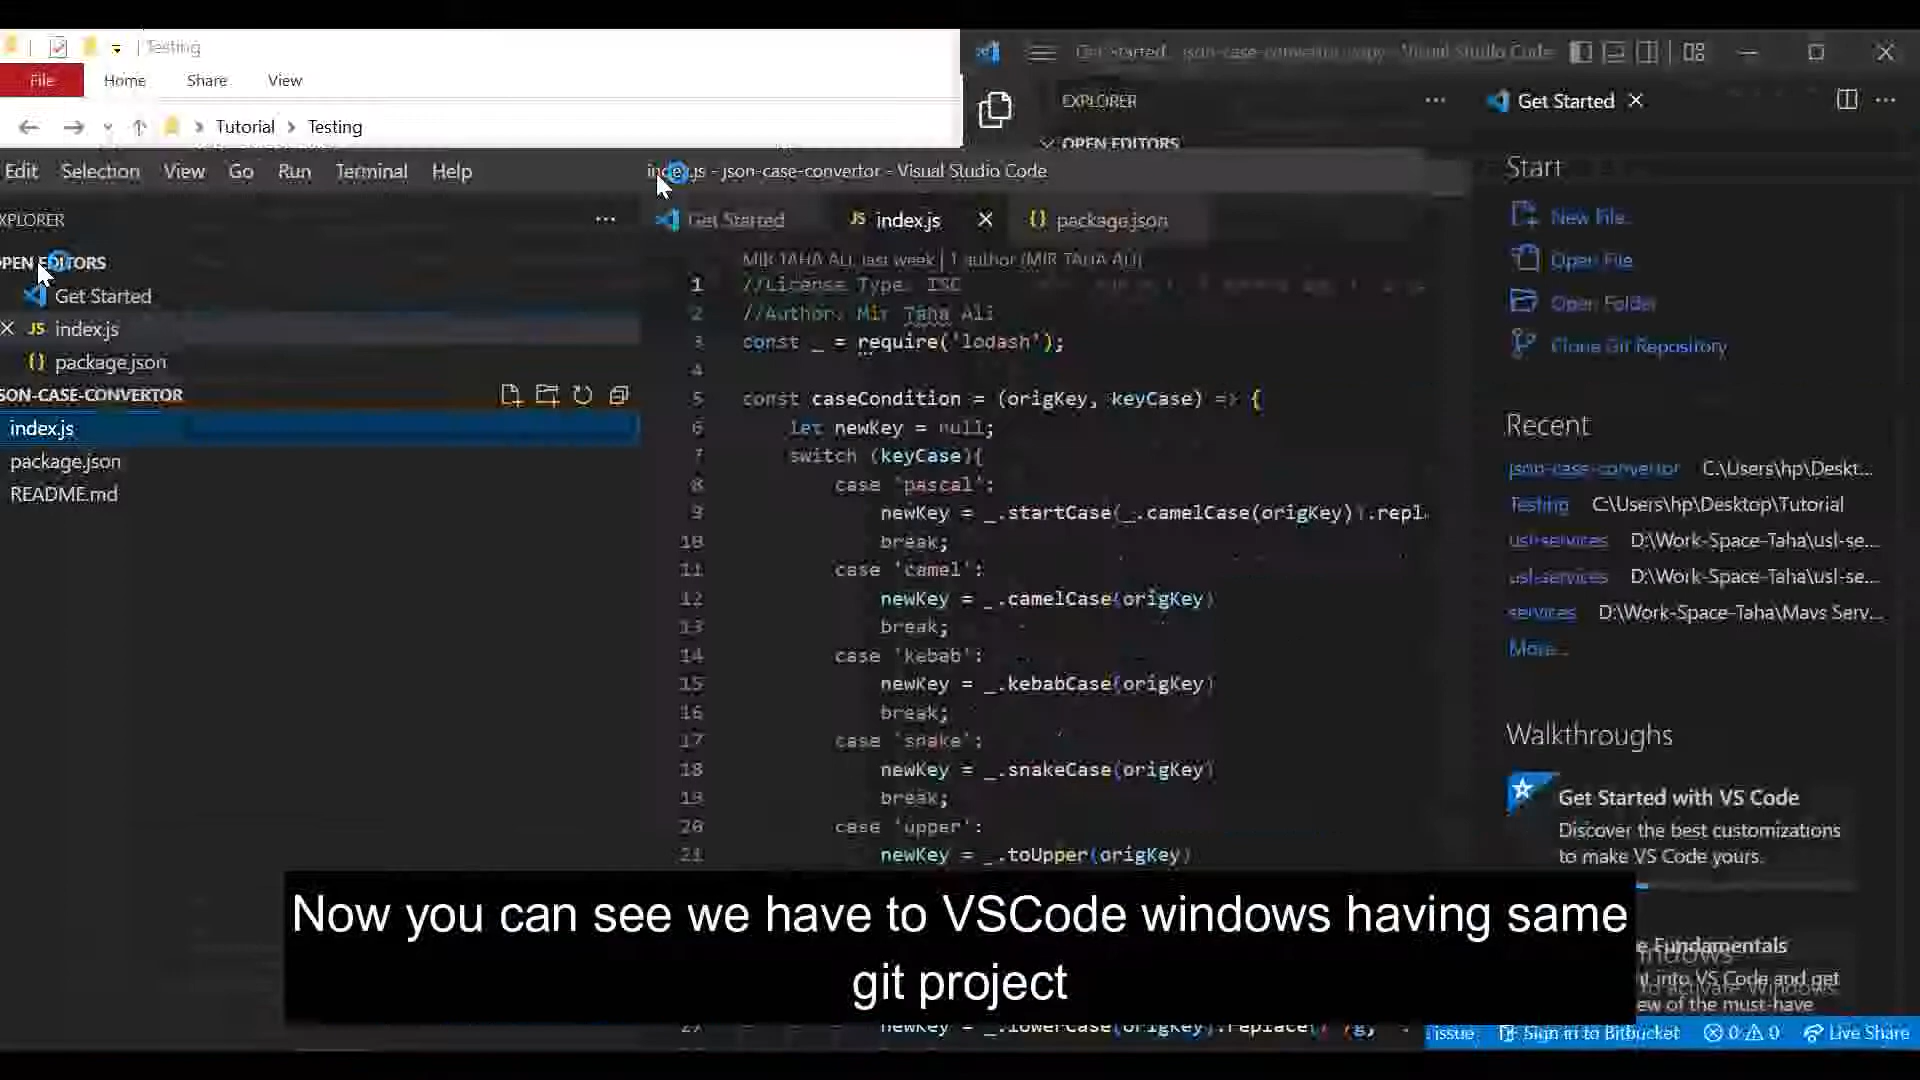 Testing
File Home Share View
Tutorial > Testing
Edit Selection View Go Run Terminal Help
index.js - json-case-convertor - Visual Studio Code
XPLORER
OPEN EDITORS
Get Started
JS index.js
{} package.json
SON-CASE-CONVERTOR
index.js
package.json
README.md
Get Started
JS index.js
{} package.json
MIR TAHA ALI, last week | 1 author (MIR TAHA ALI)
1 //License Type: ISC
2 //Author: Mir Taha Ali
3 const _ = require('lodash');
4
5 const caseCondition = (origKey, keyCase) => {
6 let newKey = null;
7 switch (keyCase){
8 case 'pascal':
9 newKey = _.startCase(_.camelCase(origKey)).repl
10 break;
11 case 'camel':
12 newKey = _.camelCase(origKey)
13 break;
14 case 'kebab':
15 newKey = _.kebabCase(origKey)
16 break;
17 case 'snake':
18 newKey = _.snakeCase(origKey)
19 break;
20 case 'upper':
21 newKey = _.toUpper(origKey)
newKey = _.lowerCase(origKey).replace(/ /g,
Get Started - json-case-convertor - copy - Visual Studio Code
EXPLORER
OPEN EDITORS
Get Started
Start
New File...
Open File...
Open Folder...
Clone Git Repository...
Recent
json-case-convertor C:\Users\hp\Deskt...
Testing C:\Users\hp\Desktop\Tutorial
usl-services D:\Work-Space-Taha\usl-se...
usl-services D:\Work-Space-Taha\usl-se...
services D:\Work-Space-Taha\Mavs Serv...
More...
Walkthroughs
Get Started with VS Code
Discover the best customizations
to make VS Code yours.
e Fundamentals
t into VS Code and get
ew of the must-have
to activate Windows.
issue Sign in to Bitbucket 0 0 Live Share
Now you can see we have to VSCode windows having same
git project